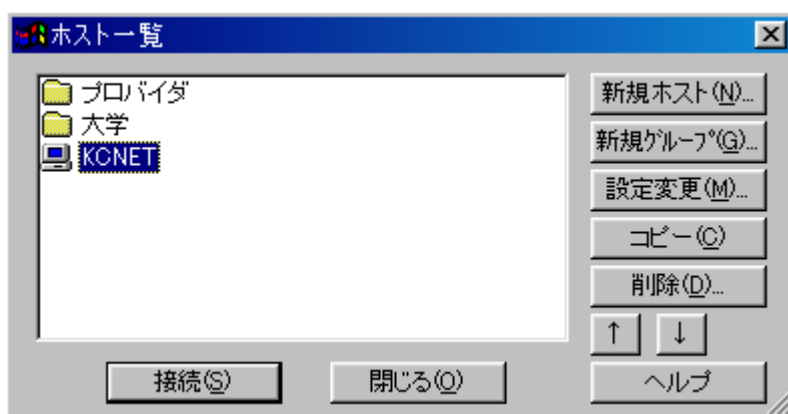 ホスト一覧
プロバイダ
大学
KCNET
新規ホスト(N)...
新規グループ(G)...
設定変更(M)...
コピー(C)
削除(D)...
↑ ↓
接続(S)
閉じる(O)
ヘルプ